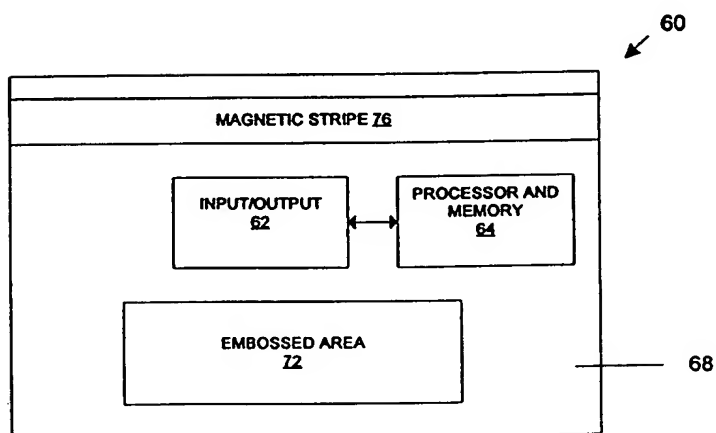 60
MAGNETIC STRIPE 76
INPUT/OUTPUT
62
PROCESSOR AND
MEMORY
64
EMBOSSED AREA
72
68